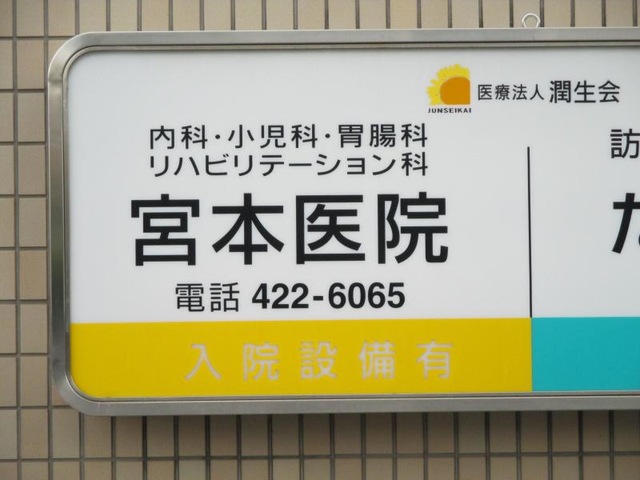 医療法人 潤生会
JUNSEIKAI
内科・小児科・胃腸科
リハビリテーション科
宮本医院
電話 422-6065
入院設備有
訪